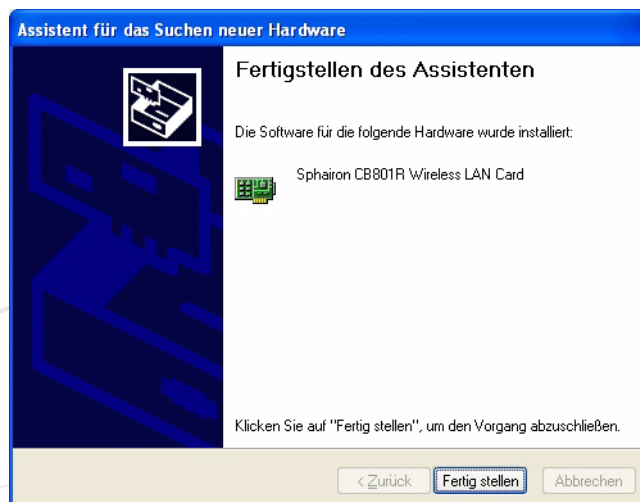 Assistent für das Suchen neuer Hardware
Fertigstellen des Assistenten
Die Software für die folgende Hardware wurde installiert:
Sphairon CB801R Wireless LAN Card
Klicken Sie auf "Fertig stellen", um den Vorgang abzuschließen.
< Zurück Fertig stellen Abbrechen